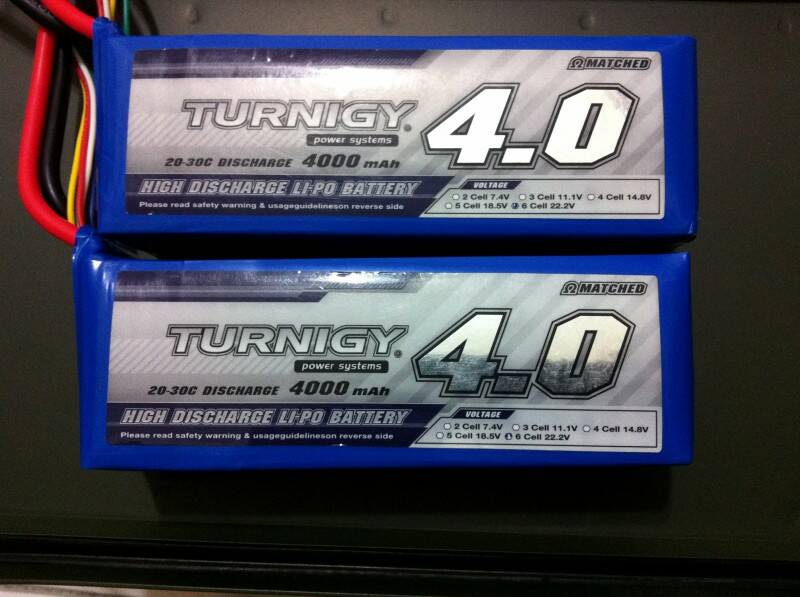 Ω MATCHED
TURNIGY®
power systems
4.0
20-30C DISCHARGE 4000 mAh
HIGH DISCHARGE LI-PO BATTERY
VOLTAGE
2 Cell 7.4V 3 Cell 11.1V 4 Cell 14.8V
5 Cell 18.5V 6 Cell 22.2V
Please read safety warning & usageguidelineson reverse side
Ω MATCHED
TURNIGY®
power systems
4.0
20-30C DISCHARGE 4000 mAh
HIGH DISCHARGE LI-PO BATTERY
VOLTAGE
2 Cell 7.4V 3 Cell 11.1V 4 Cell 14.8V
5 Cell 18.5V 6 Cell 22.2V
Please read safety warning & usageguidelineson reverse side